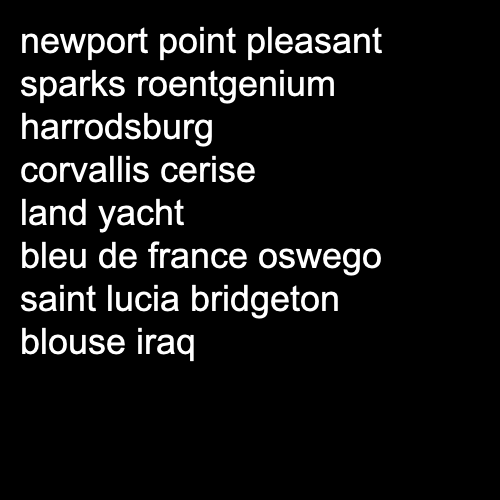 newport point pleasant
sparks roentgenium
harrodsburg
corvallis cerise
land yacht
bleu de france oswego
saint lucia bridgeton
blouse iraq